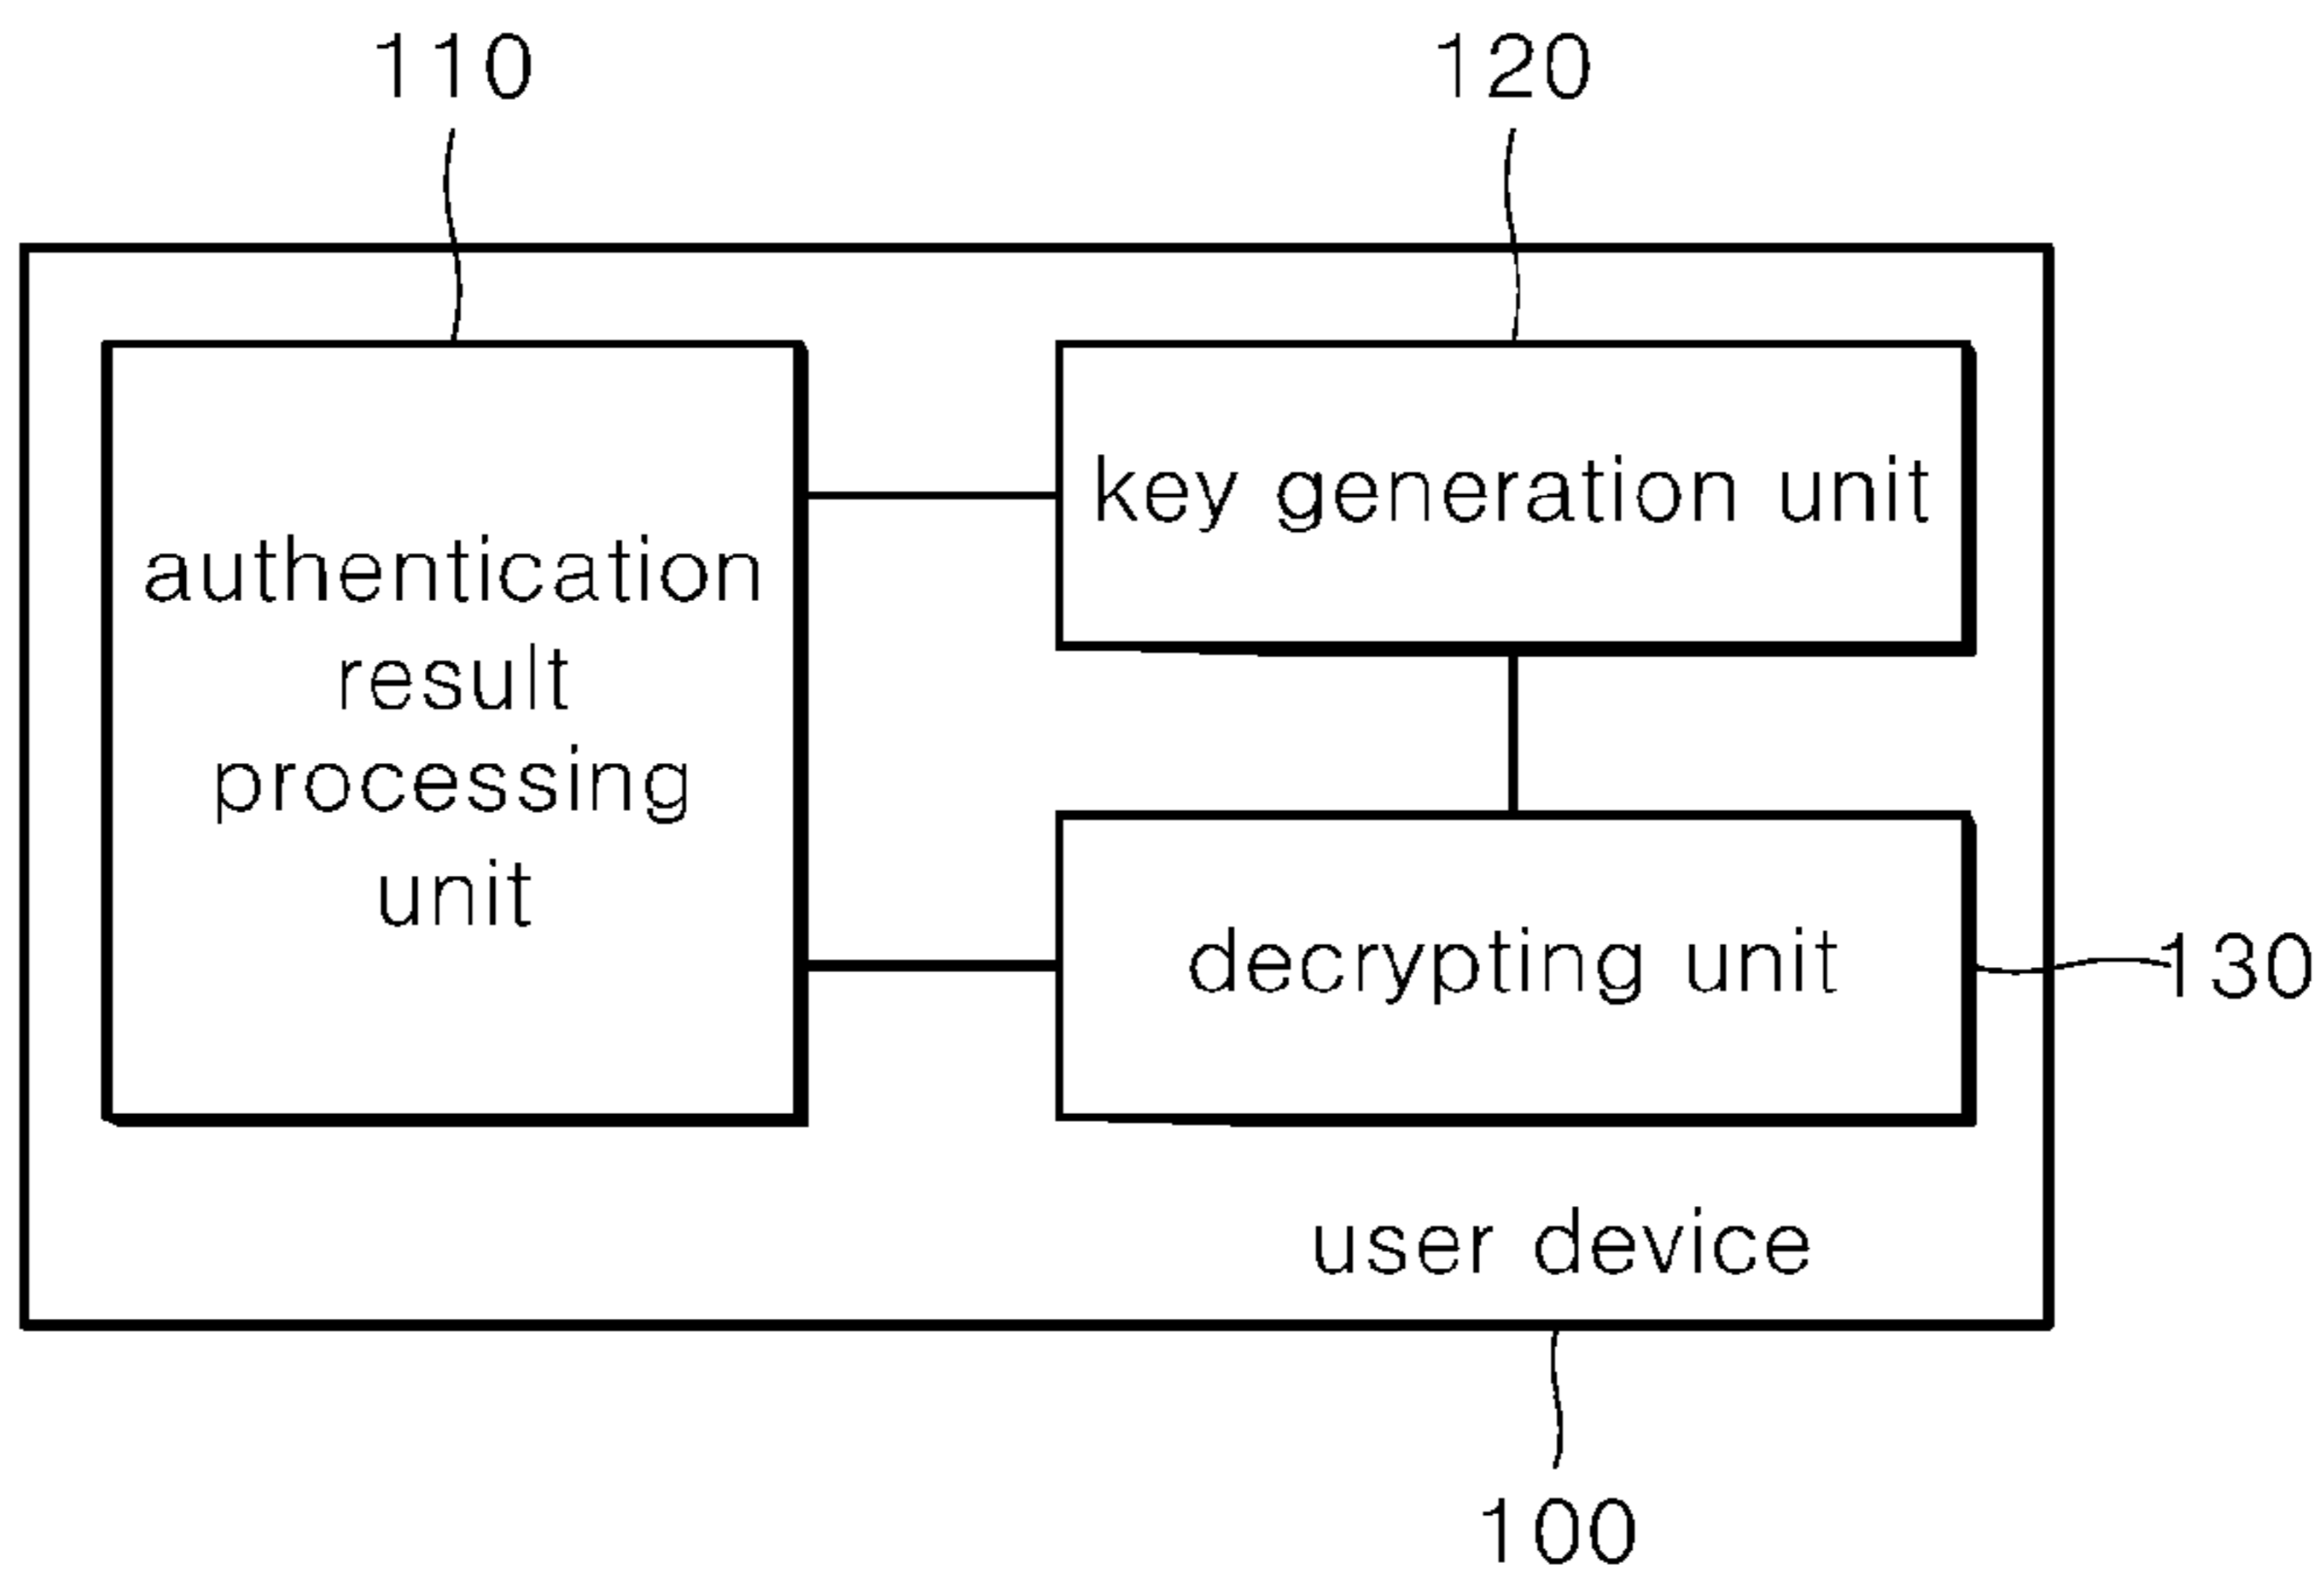 110
120
key generation unit
authentication
result
processing
unit
decrypting unit
130
user device
100